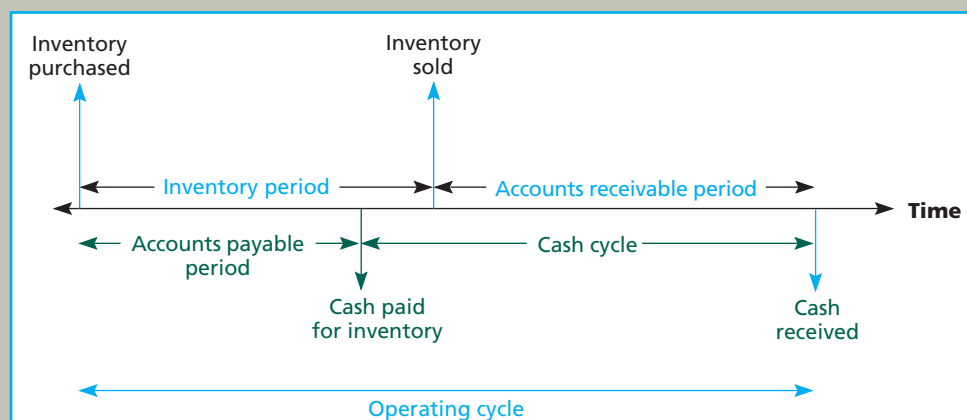 Inventory
purchased
Inventory
sold
Inventory period
Accounts receivable period
Time
Accounts payable
period
Cash cycle
Cash paid
for inventory
Cash
received
Operating cycle